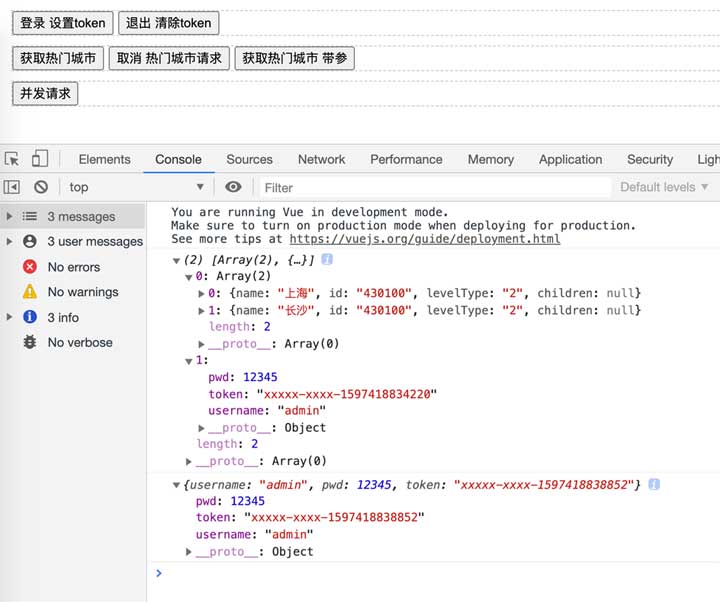 登录 设置token 退出 清除token
获取热门城市 取消 热门城市请求 获取热门城市 带参
并发请求
Elements Console Sources Network Performance Memory Application Security Ligh
top Filter Default levels
3 messages
3 user messages
No errors
No warnings
3 info
No verbose
You are running Vue in development mode.
Make sure to turn on production mode when deploying for production.
See more tips at https://vuejs.org/guide/deployment.html
(2) [Array(2), {…}]
0: Array(2)
0: {name: "上海", id: "430100", levelType: "2", children: null}
1: {name: "长沙", id: "430100", levelType: "2", children: null}
length: 2
__proto__: Array(0)
1:
pwd: 12345
token: "xxxxx-xxxx-1597418834220"
username: "admin"
__proto__: Object
length: 2
__proto__: Array(0)
{username: "admin", pwd: 12345, token: "xxxxx-xxxx-1597418838852"}
pwd: 12345
token: "xxxxx-xxxx-1597418838852"
username: "admin"
__proto__: Object